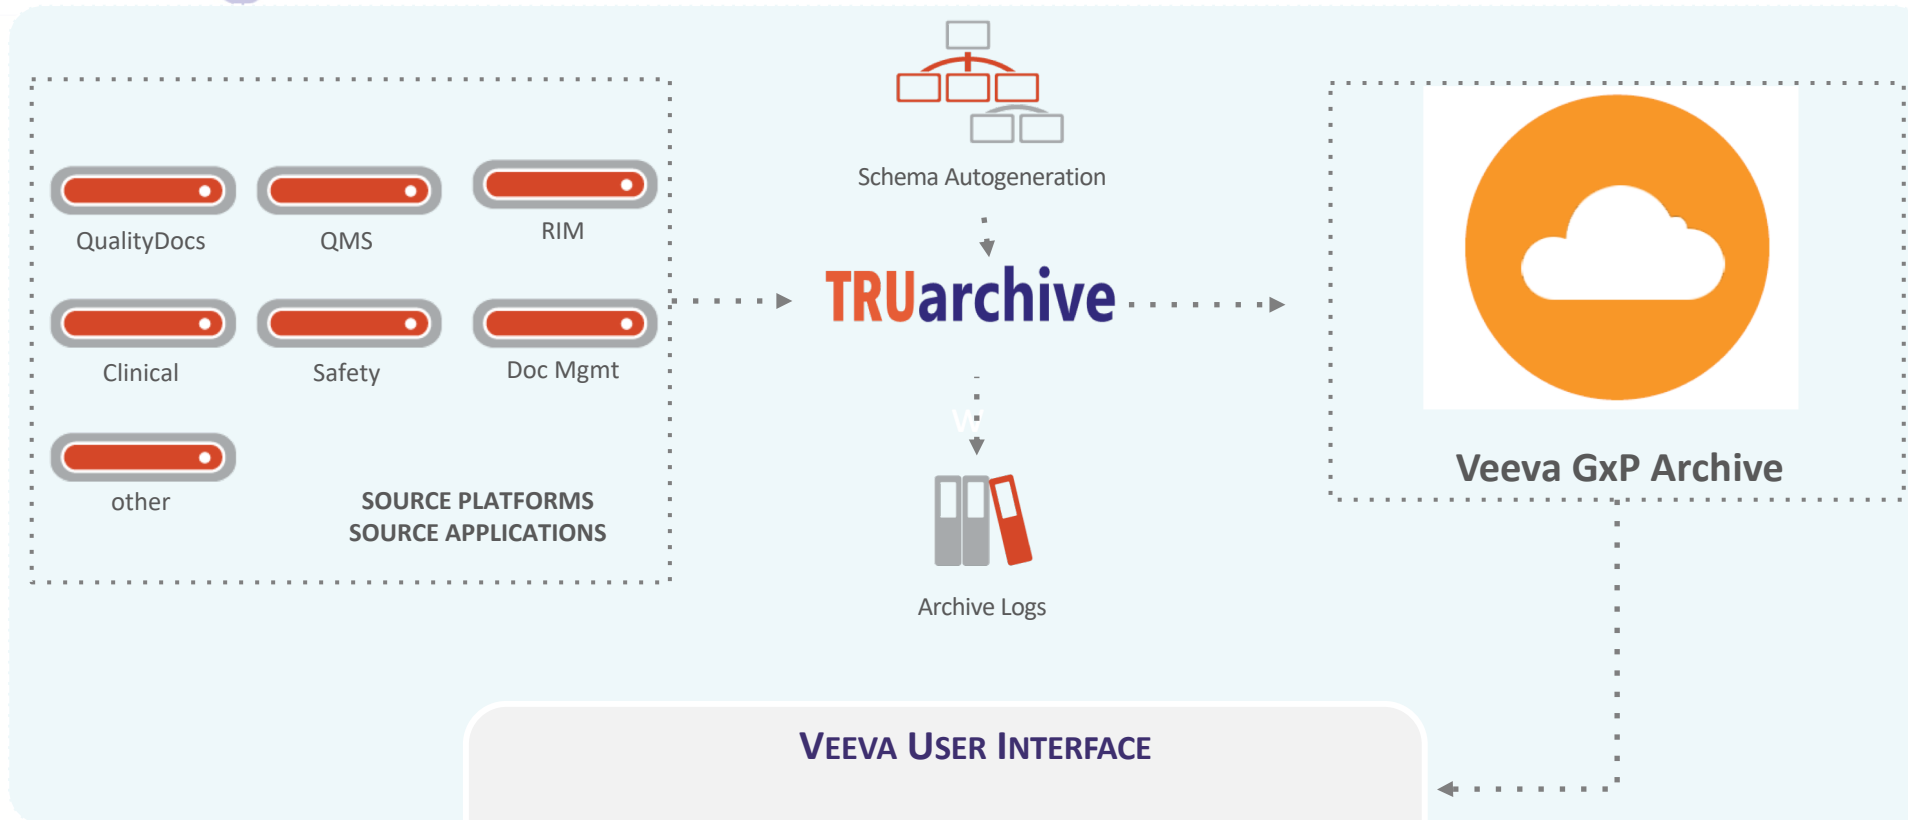 Schema Autogeneration
QualityDocs
QMS
RIM
Clinical
Safety
Doc Mgmt
other
SOURCE PLATFORMS
SOURCE APPLICATIONS
TRUarchive
W
Archive Logs
Veeva GxP Archive
VEEVA USER INTERFACE